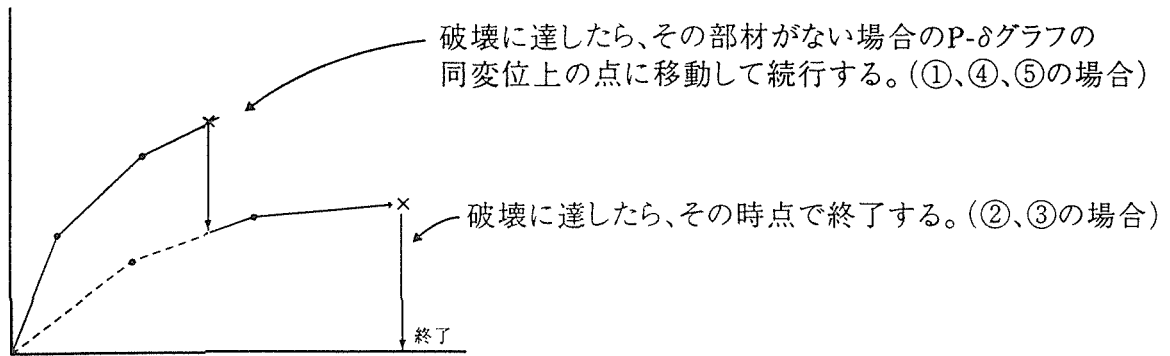 破壊に達したら、その部材がない場合のP-δグラフの
同変位上の点に移動して続行する。(①、④、⑤の場合)
破壊に達したら、その時点で終了する。(②、③の場合)
終了